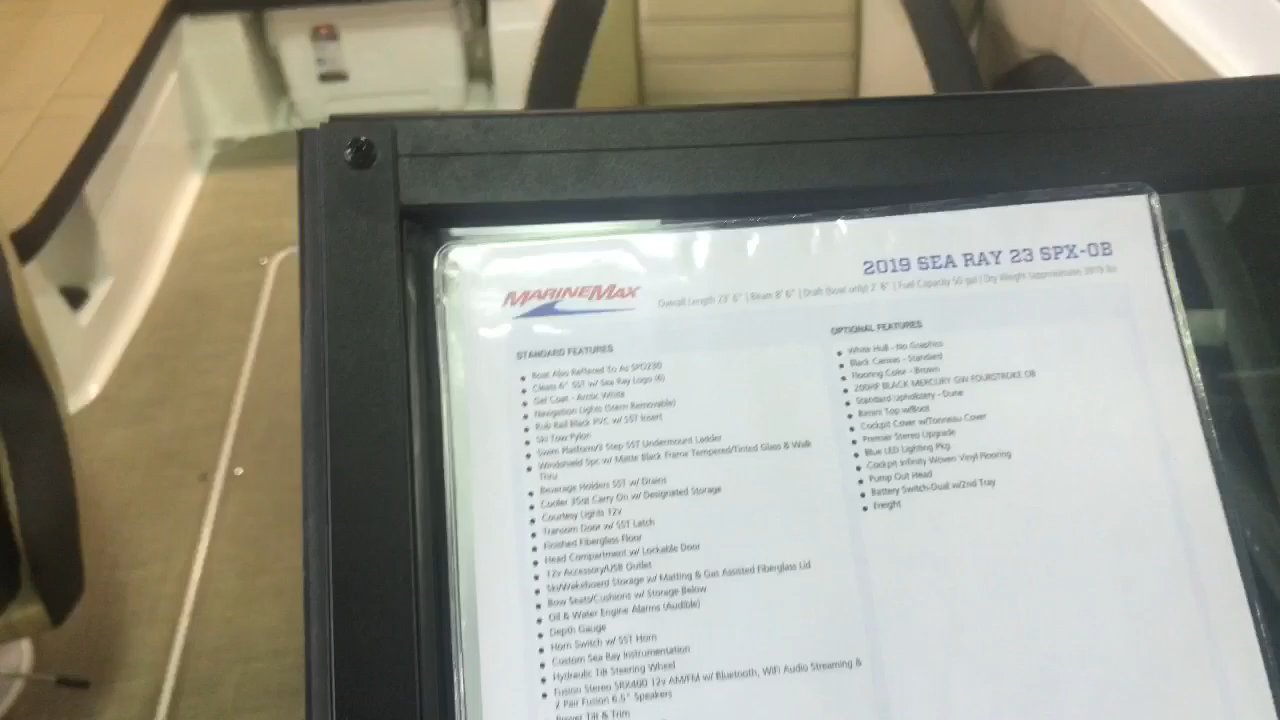 2019 SEA RAY 23 SPX-OB
MARINEMAX
Overall Length 23' 6" | Beam 8' 6" | Draft (bow only) 2' 6" | Fuel Capacity 50 gal | Dry Weight (approximate)
STANDARD FEATURES
Boat Also Reffered To As SPO230
Cleats 6" SST w/ Sea Ray Logo (6)
Gel Coat - Arctic White
Navigation Lights (Stern Removable)
Rub Rail Black PVC w/ SST Insert
Ski Tow Pylon
Swim Platform/3 Step SST Undermount Ladder
Windshield 5pc w/ Matte Black Frame Tempered/Tinted Glass & Walk
Thru
Beverage Holders SST w/ Drains
Cooler 35qt Carry On w/ Designated Storage
Courtesy Lights 12v
Transom Door w/ SST Latch
Finished Fiberglass Floor
Head Compartment w/ Lockable Door
12v Accessory/USB Outlet
Ski/Wakeboard Storage w/ Matting & Gas Assisted Fiberglass Lid
Bow Seats/Cushions w/ Storage Below
Oil & Water Engine Alarms (Audible)
Depth Gauge
Horn Switch w/ SST Horn
Custom Sea Ray Instrumentation
Hydraulic Tilt Steering Wheel
Fusion Stereo SRX400 12v AM/FM w/ Bluetooth, WiFi Audio Streaming &
2 Pair Fusion 6.5" Speakers
Power Tilt & Trim
OPTIONAL FEATURES
White Hull - No Graphics
Black Canvas - Standard
Flooring Color - Brown
200HP BLACK MERCURY GW FOURSTROKE OB
Standard Upholstery - Dune
Bimini Top w/Boot
Cockpit Cover w/Tonneau Cover
Premier Stereo Upgrade
Blue LED Lighting Pkg
Cockpit Infinity Woven Vinyl Flooring
Pump Out Head
Battery Switch-Dual w/2nd Tray
Freight